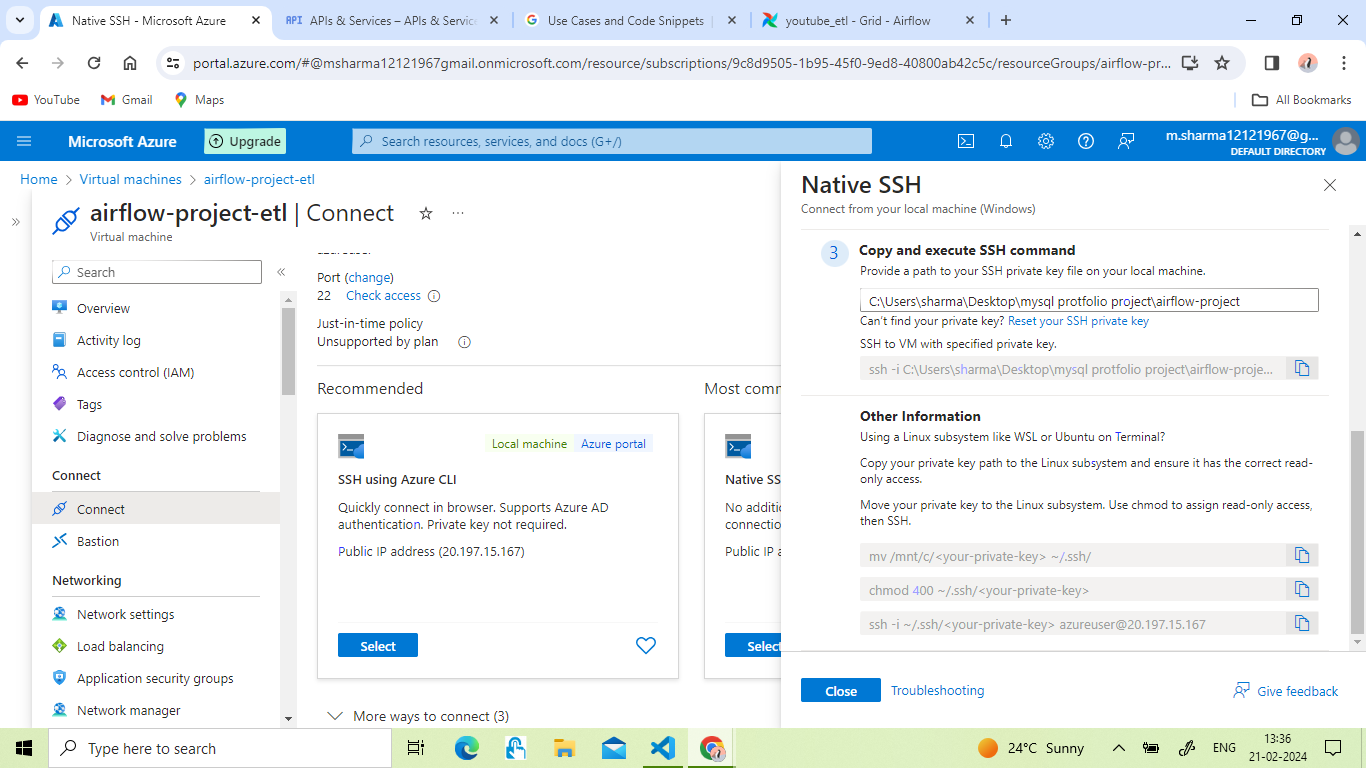 Native SSH - Microsoft Azure
API APIs & Services – APIs & Service
Use Cases and Code Snippets
youtube_etl - Grid - Airflow
portal.azure.com/#@msharma12121967gmail.onmicrosoft.com/resource/subscriptions/9c8d9505-1b95-45f0-9ed8-40800ab42c5c/resourceGroups/airflow-pr...
YouTube
Gmail
Maps
All Bookmarks
Microsoft Azure
Upgrade
Search resources, services, and docs (G+/)
m.sharma12121967@g...
DEFAULT DIRECTORY
Home > Virtual machines > airflow-project-etl
airflow-project-etl | Connect
Virtual machine
Search
Overview
Activity log
Access control (IAM)
Tags
Diagnose and solve problems
Connect
Connect
Bastion
Networking
Network settings
Load balancing
Application security groups
Network manager
Port (change)
22 Check access
Just-in-time policy
Unsupported by plan
Recommended
Local machine
Azure portal
SSH using Azure CLI
Quickly connect in browser. Supports Azure AD
authentication. Private key not required.
Public IP address (20.197.15.167)
Select
More ways to connect (3)
Most comm
Native SS
No additio
connectio
Public IP a
Select
Native SSH
Connect from your local machine (Windows)
3 Copy and execute SSH command
Provide a path to your SSH private key file on your local machine.
C:\Users\sharma\Desktop\mysql protfolio project\airflow-project
Can't find your private key? Reset your SSH private key
SSH to VM with specified private key.
ssh -i C:\Users\sharma\Desktop\mysql protfolio project\airflow-proje...
Other Information
Using a Linux subsystem like WSL or Ubuntu on Terminal?
Copy your private key path to the Linux subsystem and ensure it has the correct read-
only access.
Move your private key to the Linux subsystem. Use chmod to assign read-only access,
then SSH.
mv /mnt/c/<your-private-key> ~/.ssh/
chmod 400 ~/.ssh/<your-private-key>
ssh -i ~/.ssh/<your-private-key> azureuser@20.197.15.167
Close
Troubleshooting
Give feedback
Type here to search
24°C Sunny
ENG
13:36
21-02-2024